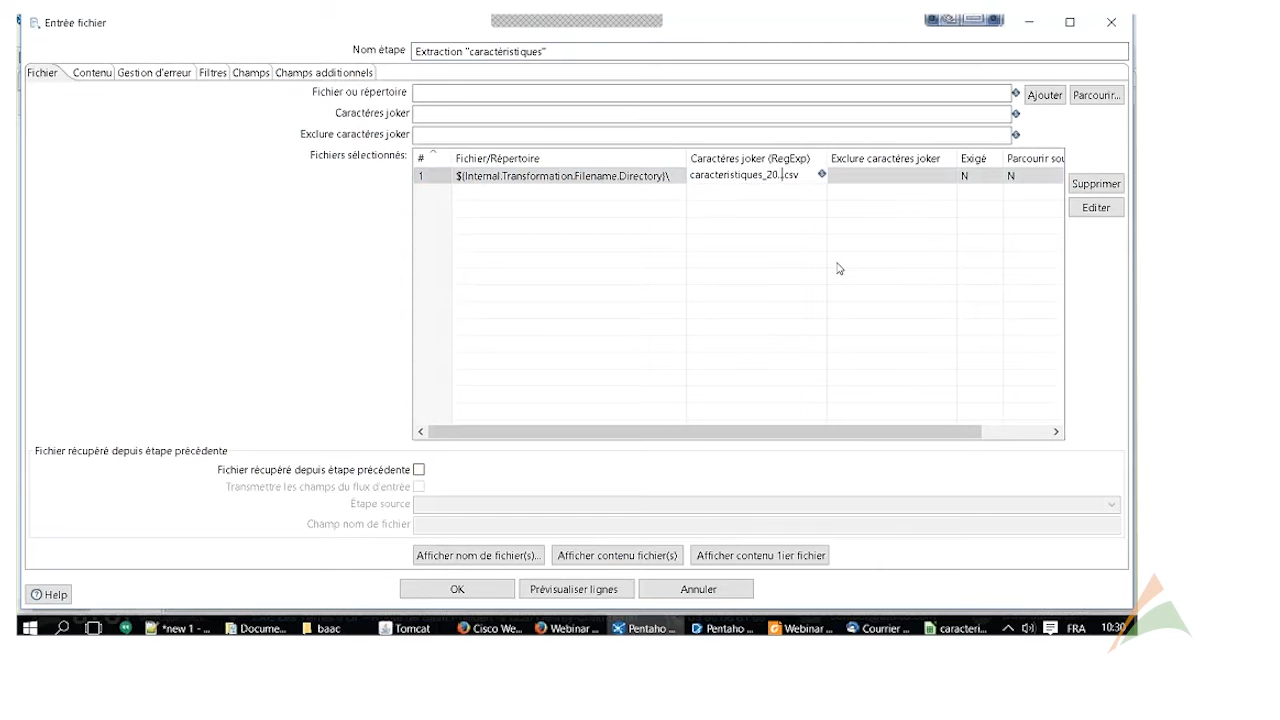 Entrée fichier
Nom étape Extraction "caractéristiques"
Fichier Contenu Gestion d'erreur Filtres Champs Champs additionnels
Fichier ou répertoire Ajouter Parcourir...
Caractéres joker
Exclure caractéres joker
Fichiers sélectionnés: # Fichier/Répertoire Caractéres joker (RegExp) Exclure caractéres joker Exigé Parcourir sou
1 ${Internal.Transformation.Filename.Directory}\ caracteristiques_20..csv N N
Supprimer
Editer
Fichier récupéré depuis étape précédente
Fichier récupéré depuis étape précédente
Transmettre les champs du flux d'entrée
Étape source
Champ nom de fichier
Afficher nom de fichier(s)... Afficher contenu fichier(s) Afficher contenu 1ier fichier
Help OK Prévisualiser lignes Annuler
*new 1 - ... Docume... baac Tomcat Cisco We... Webinar ... Pentaho ... Pentaho ... Webinar ... Courrier ... caracteri... FRA 10:30